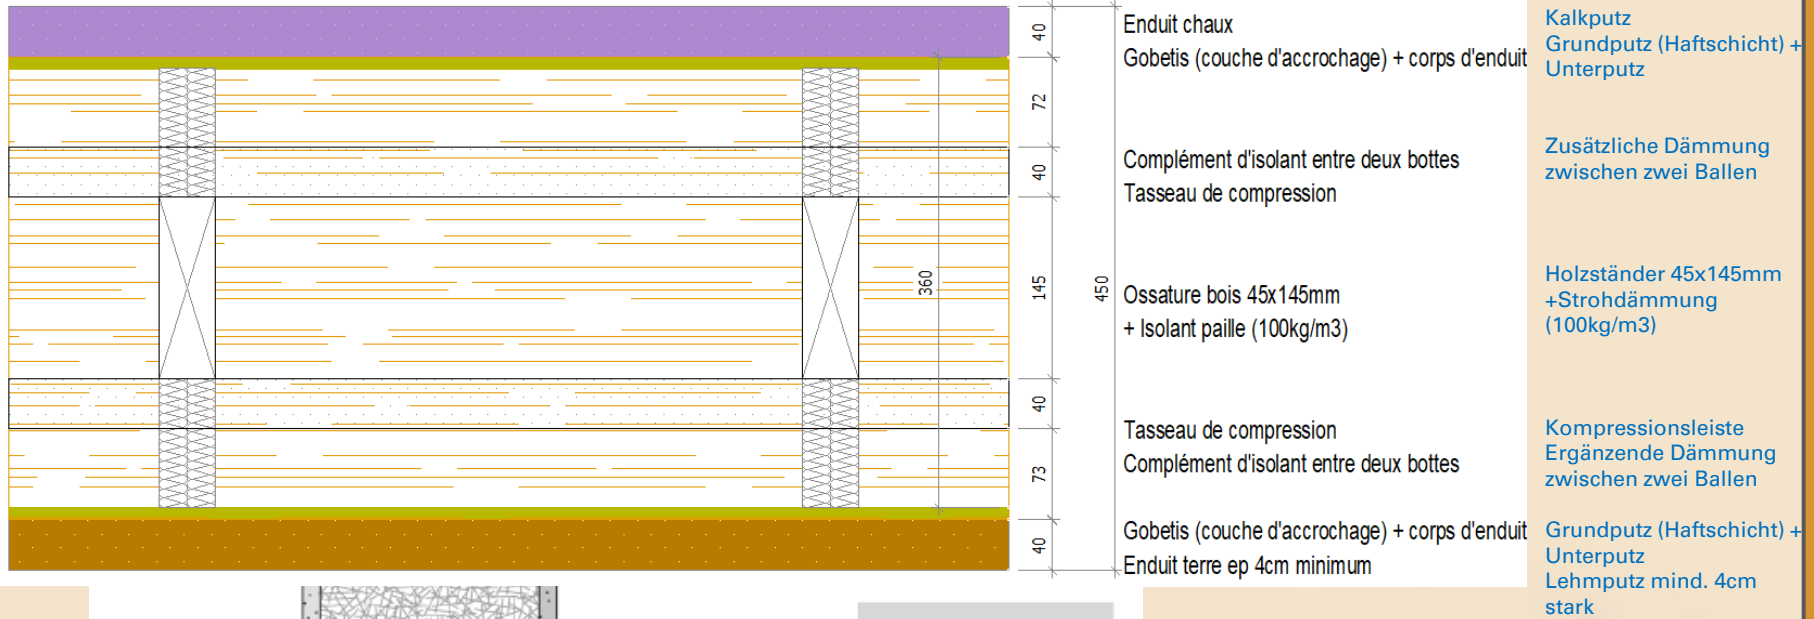 Enduit chaux
Gobetis (couche d'accrochage) + corps d'enduit
Complément d'isolant entre deux bottes
Tasseau de compression
Ossature bois 45x145mm
+ Isolant paille (100kg/m3)
Tasseau de compression
Complément d'isolant entre deux bottes
Gobetis (couche d'accrochage) + corps d'enduit
Enduit terre ep 4cm minimum
40
72
40
145
40
73
40
360
450
Kalkputz
Grundputz (Haftschicht) +
Unterputz
Zusätzliche Dämmung
zwischen zwei Ballen
Holzständer 45x145mm
+Strohdämmung
(100kg/m3)
Kompressionsleiste
Ergänzende Dämmung
zwischen zwei Ballen
Grundputz (Haftschicht) +
Unterputz
Lehmputz mind. 4cm
stark